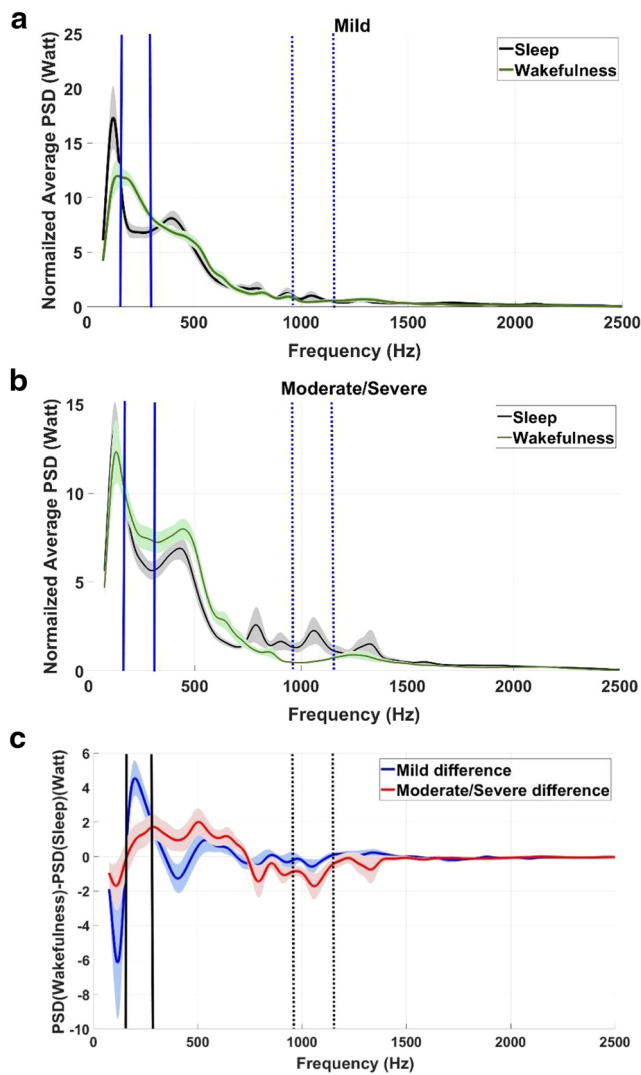 a
Mild
Normailzed Average PSD (Watt)
25
20
15
10
5
0
Sleep
Wakefulness
0 500 1000 1500 2000 2500
Frequency (Hz)
b
Moderate/Severe
Normailzed Average PSD (Watt)
15
10
5
0
Sleep
Wakefulness
0 500 1000 1500 2000 2500
Frequency (Hz)
c
PSD(Wakefulness)-PSD(Sleep)(Watt)
6
4
2
0
-2
-4
-6
-8
-10
Mild difference
Moderate/Severe difference
0 500 1000 1500 2000 2500
Frequency (Hz)